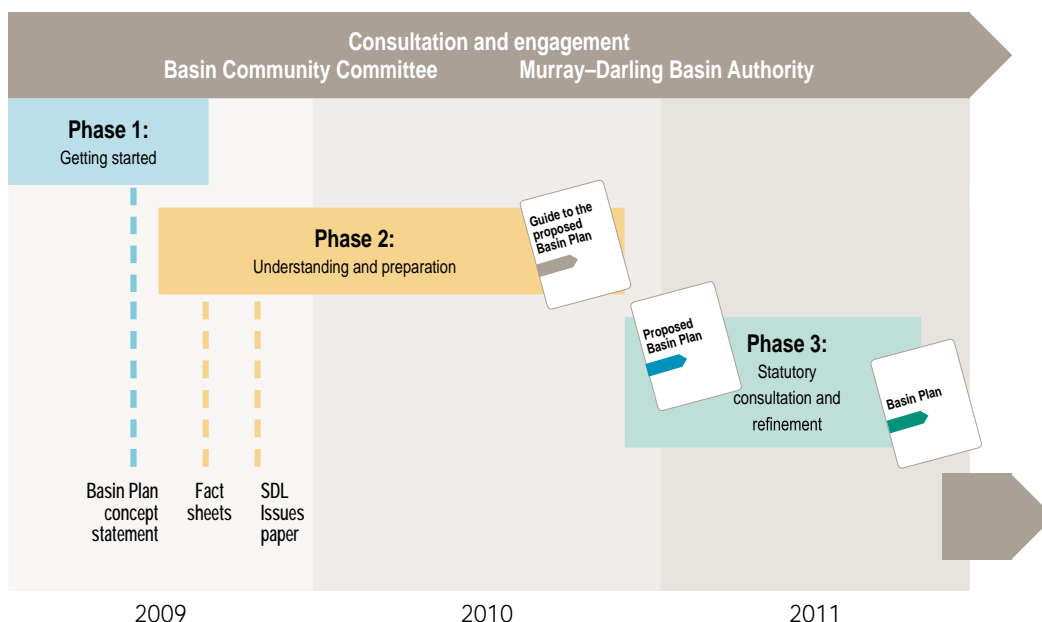 Consultation and engagement
Basin Community Committee
Murray–Darling Basin Authority
Phase 1:
Getting started
Phase 2:
Understanding and preparation
Guide to the
proposed
Basin Plan
Proposed
Basin Plan
Phase 3:
Statutory
consultation and
refinement
Basin Plan
Basin Plan
concept
statement
Fact
sheets
SDL
Issues
paper
2009
2010
2011